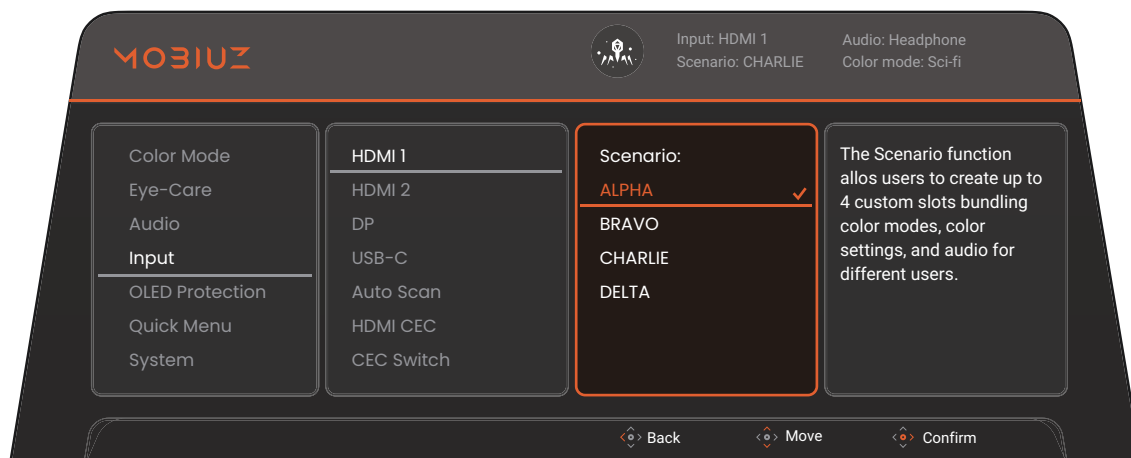 MOBIUZ
Input: HDMI 1
Scenario: CHARLIE
Audio: Headphone
Color mode: Sci-fi
Color Mode
Eye-Care
Audio
Input
OLED Protection
Quick Menu
System
HDMI 1
HDMI 2
DP
USB-C
Auto Scan
HDMI CEC
CEC Switch
Scenario:
ALPHA
BRAVO
CHARLIE
DELTA
The Scenario function
allos users to create up to
4 custom slots bundling
color modes, color
settings, and audio for
different users.
Back
Move
Confirm